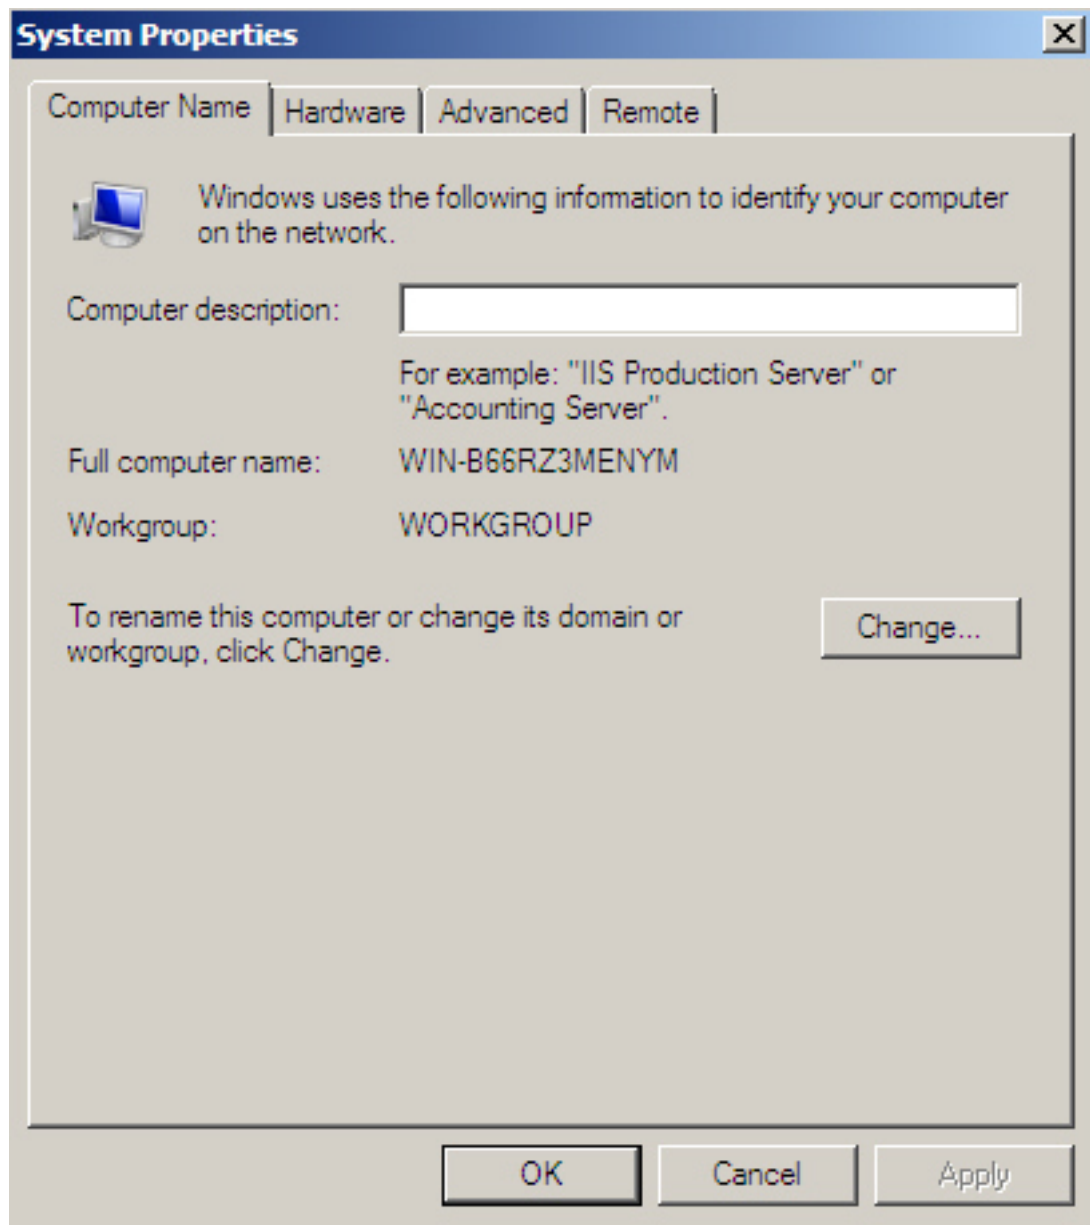 System Properties
Computer Name
Hardware
Advanced
Remote
Windows uses the following information to identify your computer
on the network.
Computer description:
For example: "IIS Production Server" or
"Accounting Server".
Full computer name: WIN-B66RZ3MENYM
Workgroup: WORKGROUP
To rename this computer or change its domain or
workgroup, click Change.
Change...
OK
Cancel
Apply